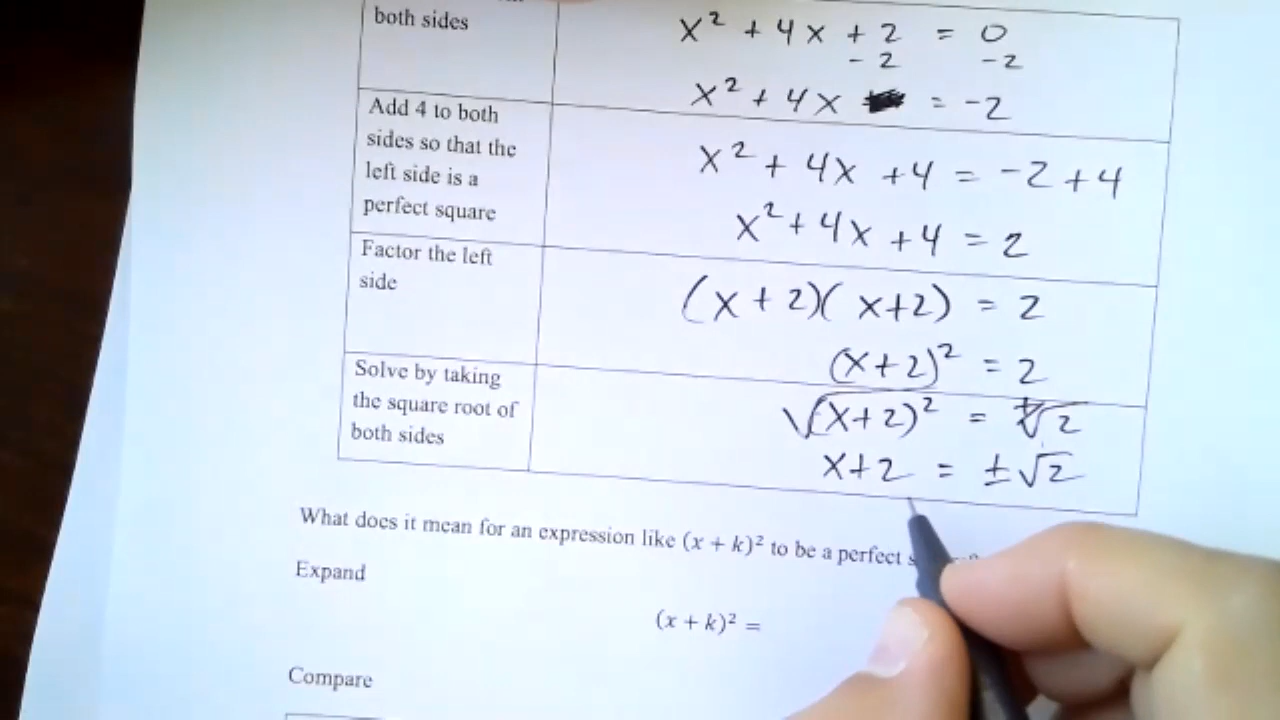 both sides
x² + 4x + 2 = 0
- 2 -2
x² + 4x = -2
Add 4 to both
sides so that the
left side is a
perfect square
x² + 4x + 4 = -2 + 4
x² + 4x + 4 = 2
Factor the left
side
(x + 2)(x+2) = 2
(x+2)² = 2
Solve by taking
the square root of
both sides
√(x+2)² = ±√2
x+2 = ±√2
What does it mean for an expression like (x + k)² to be a perfect
Expand
(x + k)² =
Compare